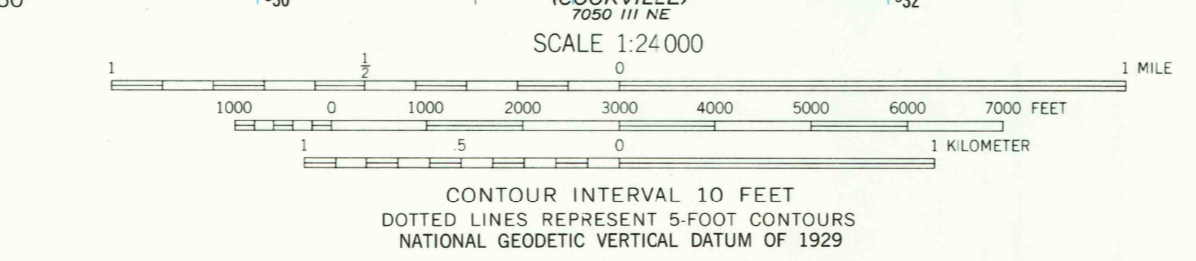 30
7050 III NE
SCALE 1:24 000
1 ½ 0 1 MILE
1000 0 1000 2000 3000 4000 5000 6000 7000 FEET
1 .5 0 1 KILOMETER
CONTOUR INTERVAL 10 FEET
DOTTED LINES REPRESENT 5-FOOT CONTOURS
NATIONAL GEODETIC VERTICAL DATUM OF 1929